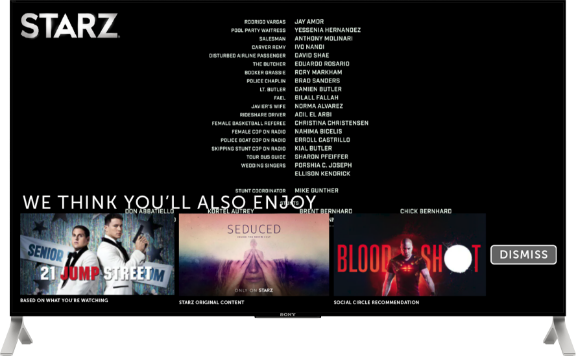 STARZ
RODRIGO VARGAS JAY AMOR
POOL PARTY WAITRESS YESSENIA HERNANDEZ
SALESMAN ANTHONY MOLINARI
CARVER REMY IVO NANDI
DISTURBED AIRLINE PASSENGER DAVID SHAE
THE BUTCHER EDUARDO ROSARIO
BOOKER GRASSIE RORY MARKHAM
POLICE CHAPLIN BRAD SANDERS
LT. BUTLER DAMIEN BUTLER
FAEL BILALL FALLAH
JAVIER'S WIFE NORMA ALVAREZ
RIDESHARE DRIVER ADIL EL ARBI
FEMALE BASKETBALL REFEREE CHRISTINA CHRISTENSEN
FEMALE COP ON RADIO NAHIMA BICELIS
POLICE BOAT COP ON RADIO ERROLL CASTRILLO
SKIPPING STUNT COP ON RADIO KIAL BUTLER
TOUR BUS GUIDE SHARON PFEIFFER
WEDDING SINGERS PORSHIA C. JOSEPH
ELLISON KENDRICK
STUNT COORDINATOR MIKE GUNTHER
WE THINK YOU'LL ALSO ENJOY
DON ABBATIELLO KORTEL AUTREY BRENT BERNHARD CHICK BERNHARD
SENIOR
21 JUMP STREET
SEDUCED
ONLY ON STARZ
BLOODSHOT
DISMISS
BASED ON WHAT YOU'RE WATCHING
STARZ ORIGINAL CONTENT
SOCIAL CIRCLE RECOMMENDATION
SONY